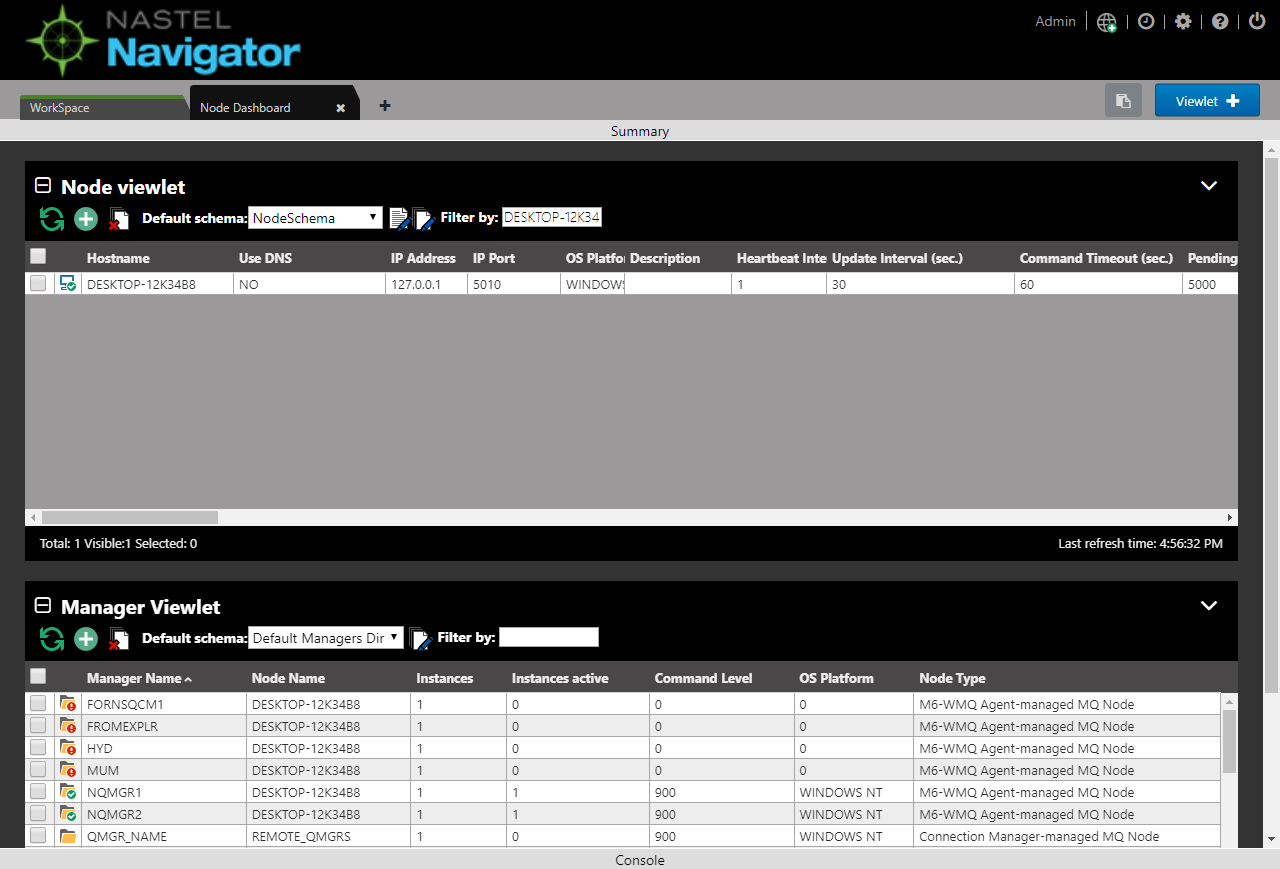 NASTEL
Navigator
Admin
WorkSpace
Node Dashboard
Viewlet
Summary
Node viewlet
Default schema: NodeSchema Filter by: DESKTOP-12K34
Hostname Use DNS IP Address IP Port OS Platfo Description Heartbeat Inte Update Interval (sec.) Command Timeout (sec.) Pending
DESKTOP-12K34B8 NO 127.0.0.1 5010 WINDOWS 1 30 60 5000
Total: 1 Visible:1 Selected: 0 Last refresh time: 4:56:32 PM
Manager Viewlet
Default schema: Default Managers Dir Filter by:
Manager Name Node Name Instances Instances active Command Level OS Platform Node Type
FORNSQCM1 DESKTOP-12K34B8 1 0 0 0 M6-WMQ Agent-managed MQ Node
FROMEXPLR DESKTOP-12K34B8 1 0 0 0 M6-WMQ Agent-managed MQ Node
HYD DESKTOP-12K34B8 1 0 0 0 M6-WMQ Agent-managed MQ Node
MUM DESKTOP-12K34B8 1 0 0 0 M6-WMQ Agent-managed MQ Node
NQMGR1 DESKTOP-12K34B8 1 1 900 WINDOWS NT M6-WMQ Agent-managed MQ Node
NQMGR2 DESKTOP-12K34B8 1 1 900 WINDOWS NT M6-WMQ Agent-managed MQ Node
QMGR_NAME REMOTE_QMGRS 1 0 900 WINDOWS NT Connection Manager-managed MQ Node
Console